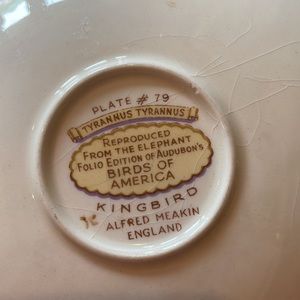 PLATE # 79
TYRANNUS TYRANNUS
REPRODUCED
FROM THE ELEPHANT
FOLIO EDITION OF AUDUBON'S
BIRDS OF
AMERICA
KINGBIRD
ALFRED MEAKIN
ENGLAND